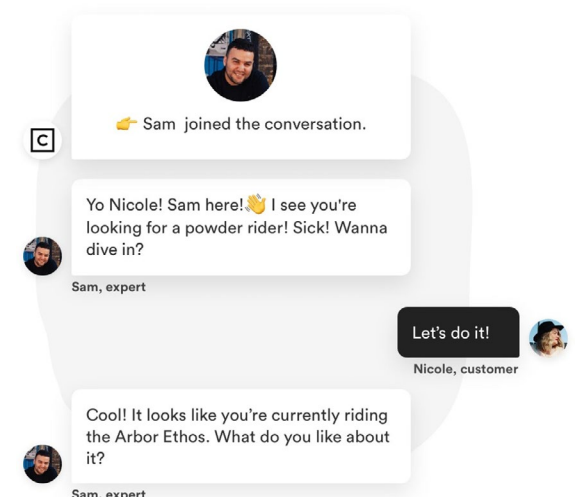 👉 Sam joined the conversation.
C
Yo Nicole! Sam here!👋 I see you're
looking for a powder rider! Sick! Wanna
dive in?
Sam, expert
Let’s do it!
Nicole, customer
Cool! It looks like you’re currently riding
the Arbor Ethos. What do you like about
it?
Sam, expert